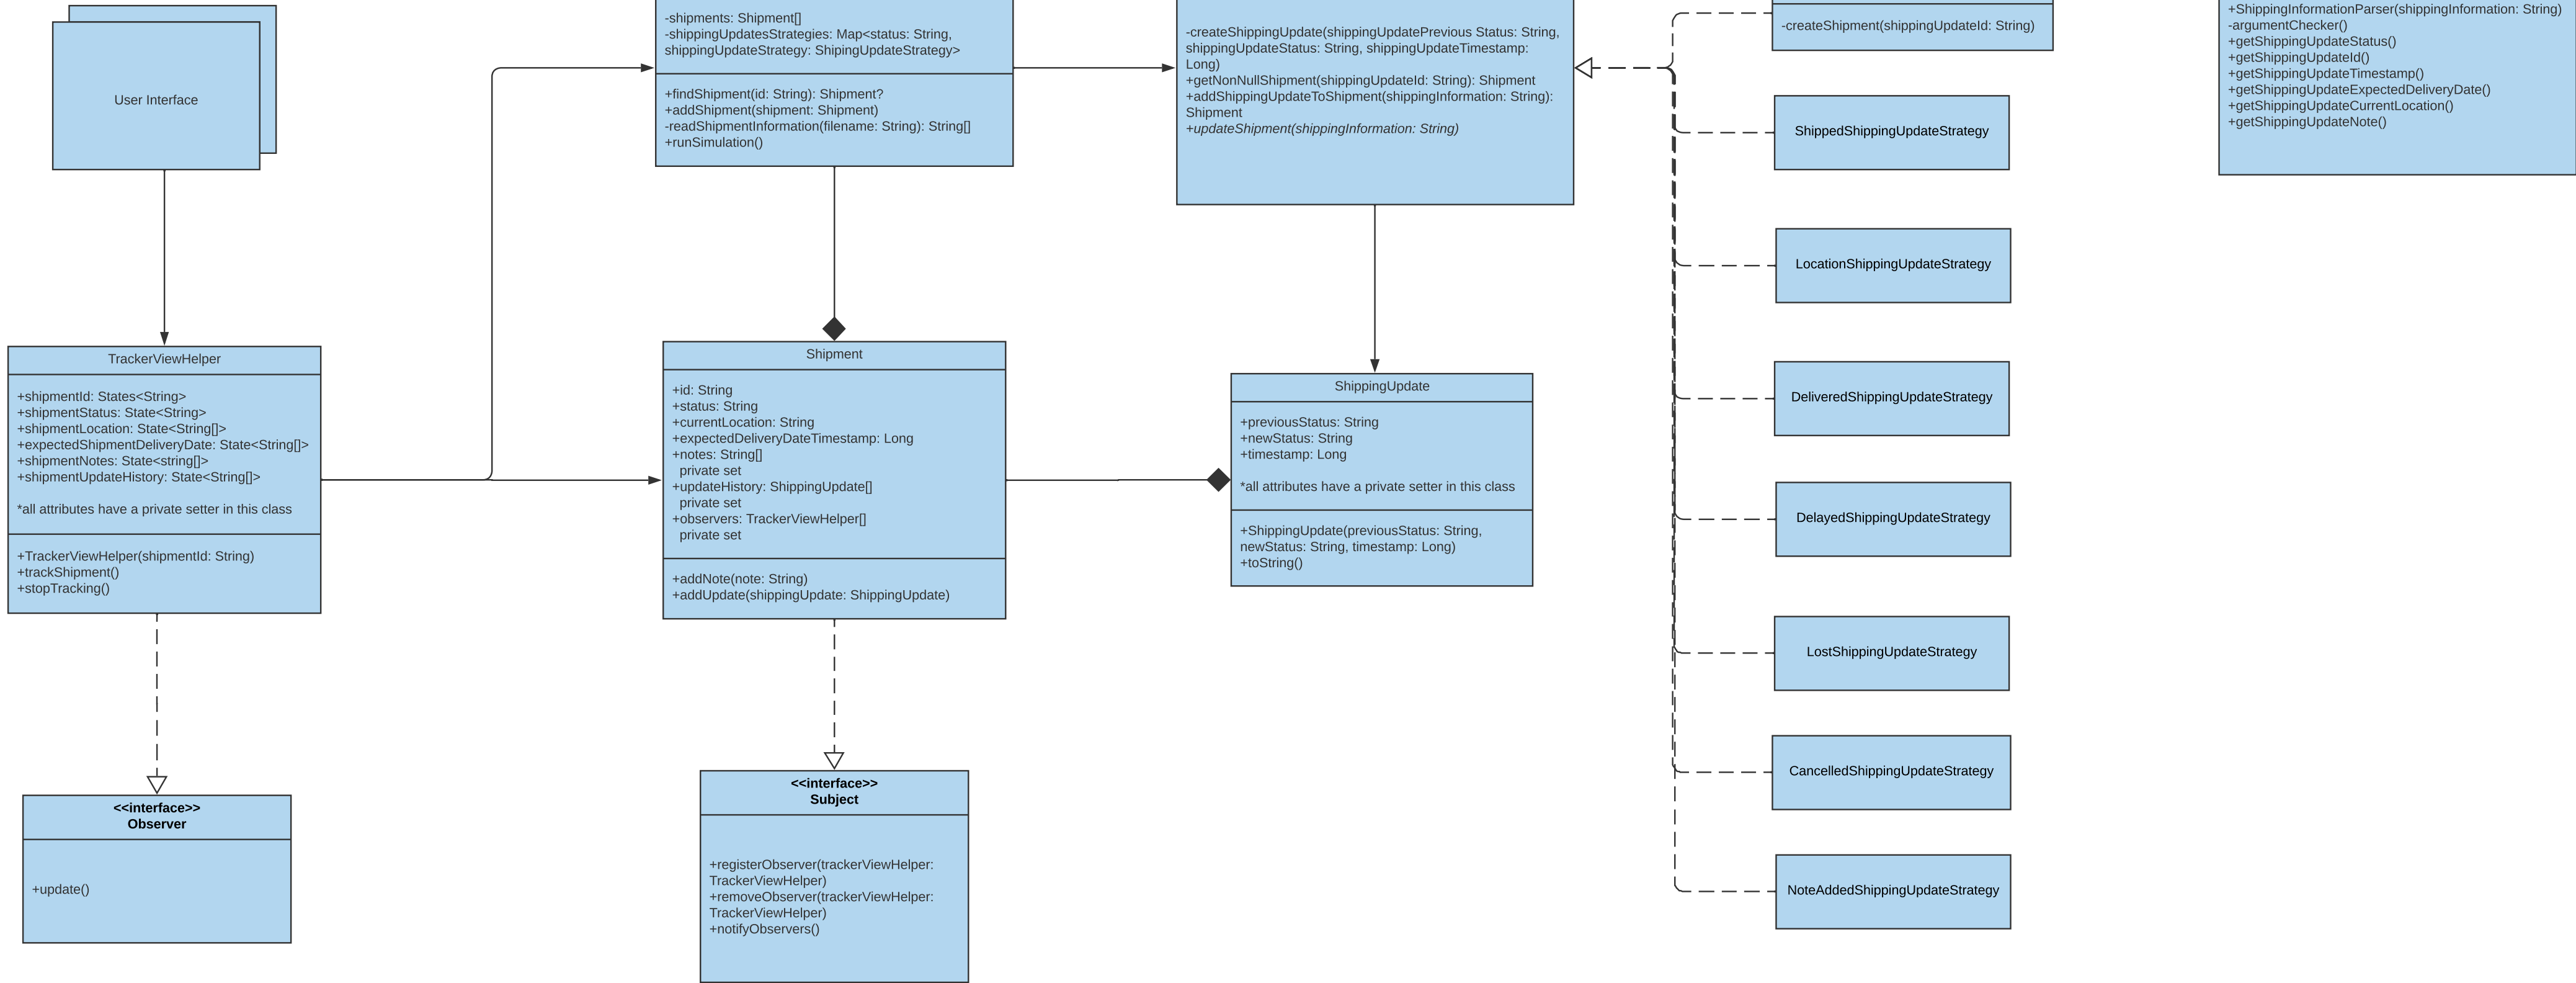 User Interface
TrackerViewHelper
+shipmentId: States<String>
+shipmentStatus: State<String>
+shipmentLocation: State<String[]>
+expectedShipmentDeliveryDate: State<String[]>
+shipmentNotes: State<string[]>
+shipmentUpdateHistory: State<String[]>
*all attributes have a private setter in this class
+TrackerViewHelper(shipmentId: String)
+trackShipment()
+stopTracking()
<<interface>>
Observer
+update()
-shipments: Shipment[]
-shippingUpdatesStrategies: Map<status: String,
shippingUpdateStrategy: ShipingUpdateStrategy>
+findShipment(id: String): Shipment?
+addShipment(shipment: Shipment)
-readShipmentInformation(filename: String): String[]
+runSimulation()
Shipment
+id: String
+status: String
+currentLocation: String
+expectedDeliveryDateTimestamp: Long
+notes: String[]
private set
+updateHistory: ShippingUpdate[]
private set
+observers: TrackerViewHelper[]
private set
+addNote(note: String)
+addUpdate(shippingUpdate: ShippingUpdate)
<<interface>>
Subject
+registerObserver(trackerViewHelper:
TrackerViewHelper)
+removeObserver(trackerViewHelper:
TrackerViewHelper)
+notifyObservers()
-createShippingUpdate(shippingUpdatePrevious Status: String,
shippingUpdateStatus: String, shippingUpdateTimestamp:
Long)
+getNonNullShipment(shippingUpdateId: String): Shipment
+addShippingUpdateToShipment(shippingInformation: String):
Shipment
+updateShipment(shippingInformation: String)
ShippingUpdate
+previousStatus: String
+newStatus: String
+timestamp: Long
*all attributes have a private setter in this class
+ShippingUpdate(previousStatus: String,
newStatus: String, timestamp: Long)
+toString()
-createShipment(shippingUpdateId: String)
ShippedShippingUpdateStrategy
LocationShippingUpdateStrategy
DeliveredShippingUpdateStrategy
DelayedShippingUpdateStrategy
LostShippingUpdateStrategy
CancelledShippingUpdateStrategy
NoteAddedShippingUpdateStrategy
+ShippingInformationParser(shippingInformation: String)
-argumentChecker()
+getShippingUpdateStatus()
+getShippingUpdateId()
+getShippingUpdateTimestamp()
+getShippingUpdateExpectedDeliveryDate()
+getShippingUpdateCurrentLocation()
+getShippingUpdateNote()